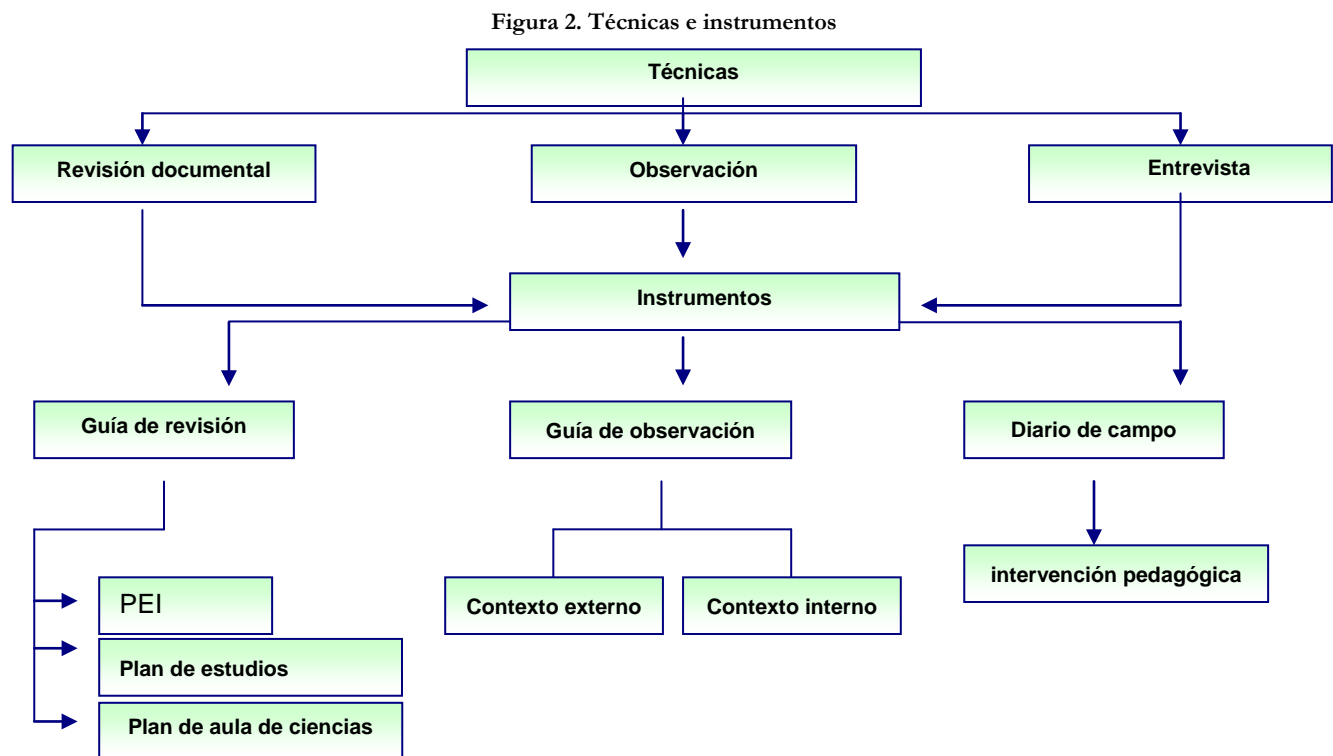 Figura 2. Técnicas e instrumentos
Técnicas
Revisión documental
Observación
Entrevista
Instrumentos
Guía de revisión
Guía de observación
Diario de campo
intervención pedagógica
Contexto externo
Contexto interno
PEI
Plan de estudios
Plan de aula de ciencias